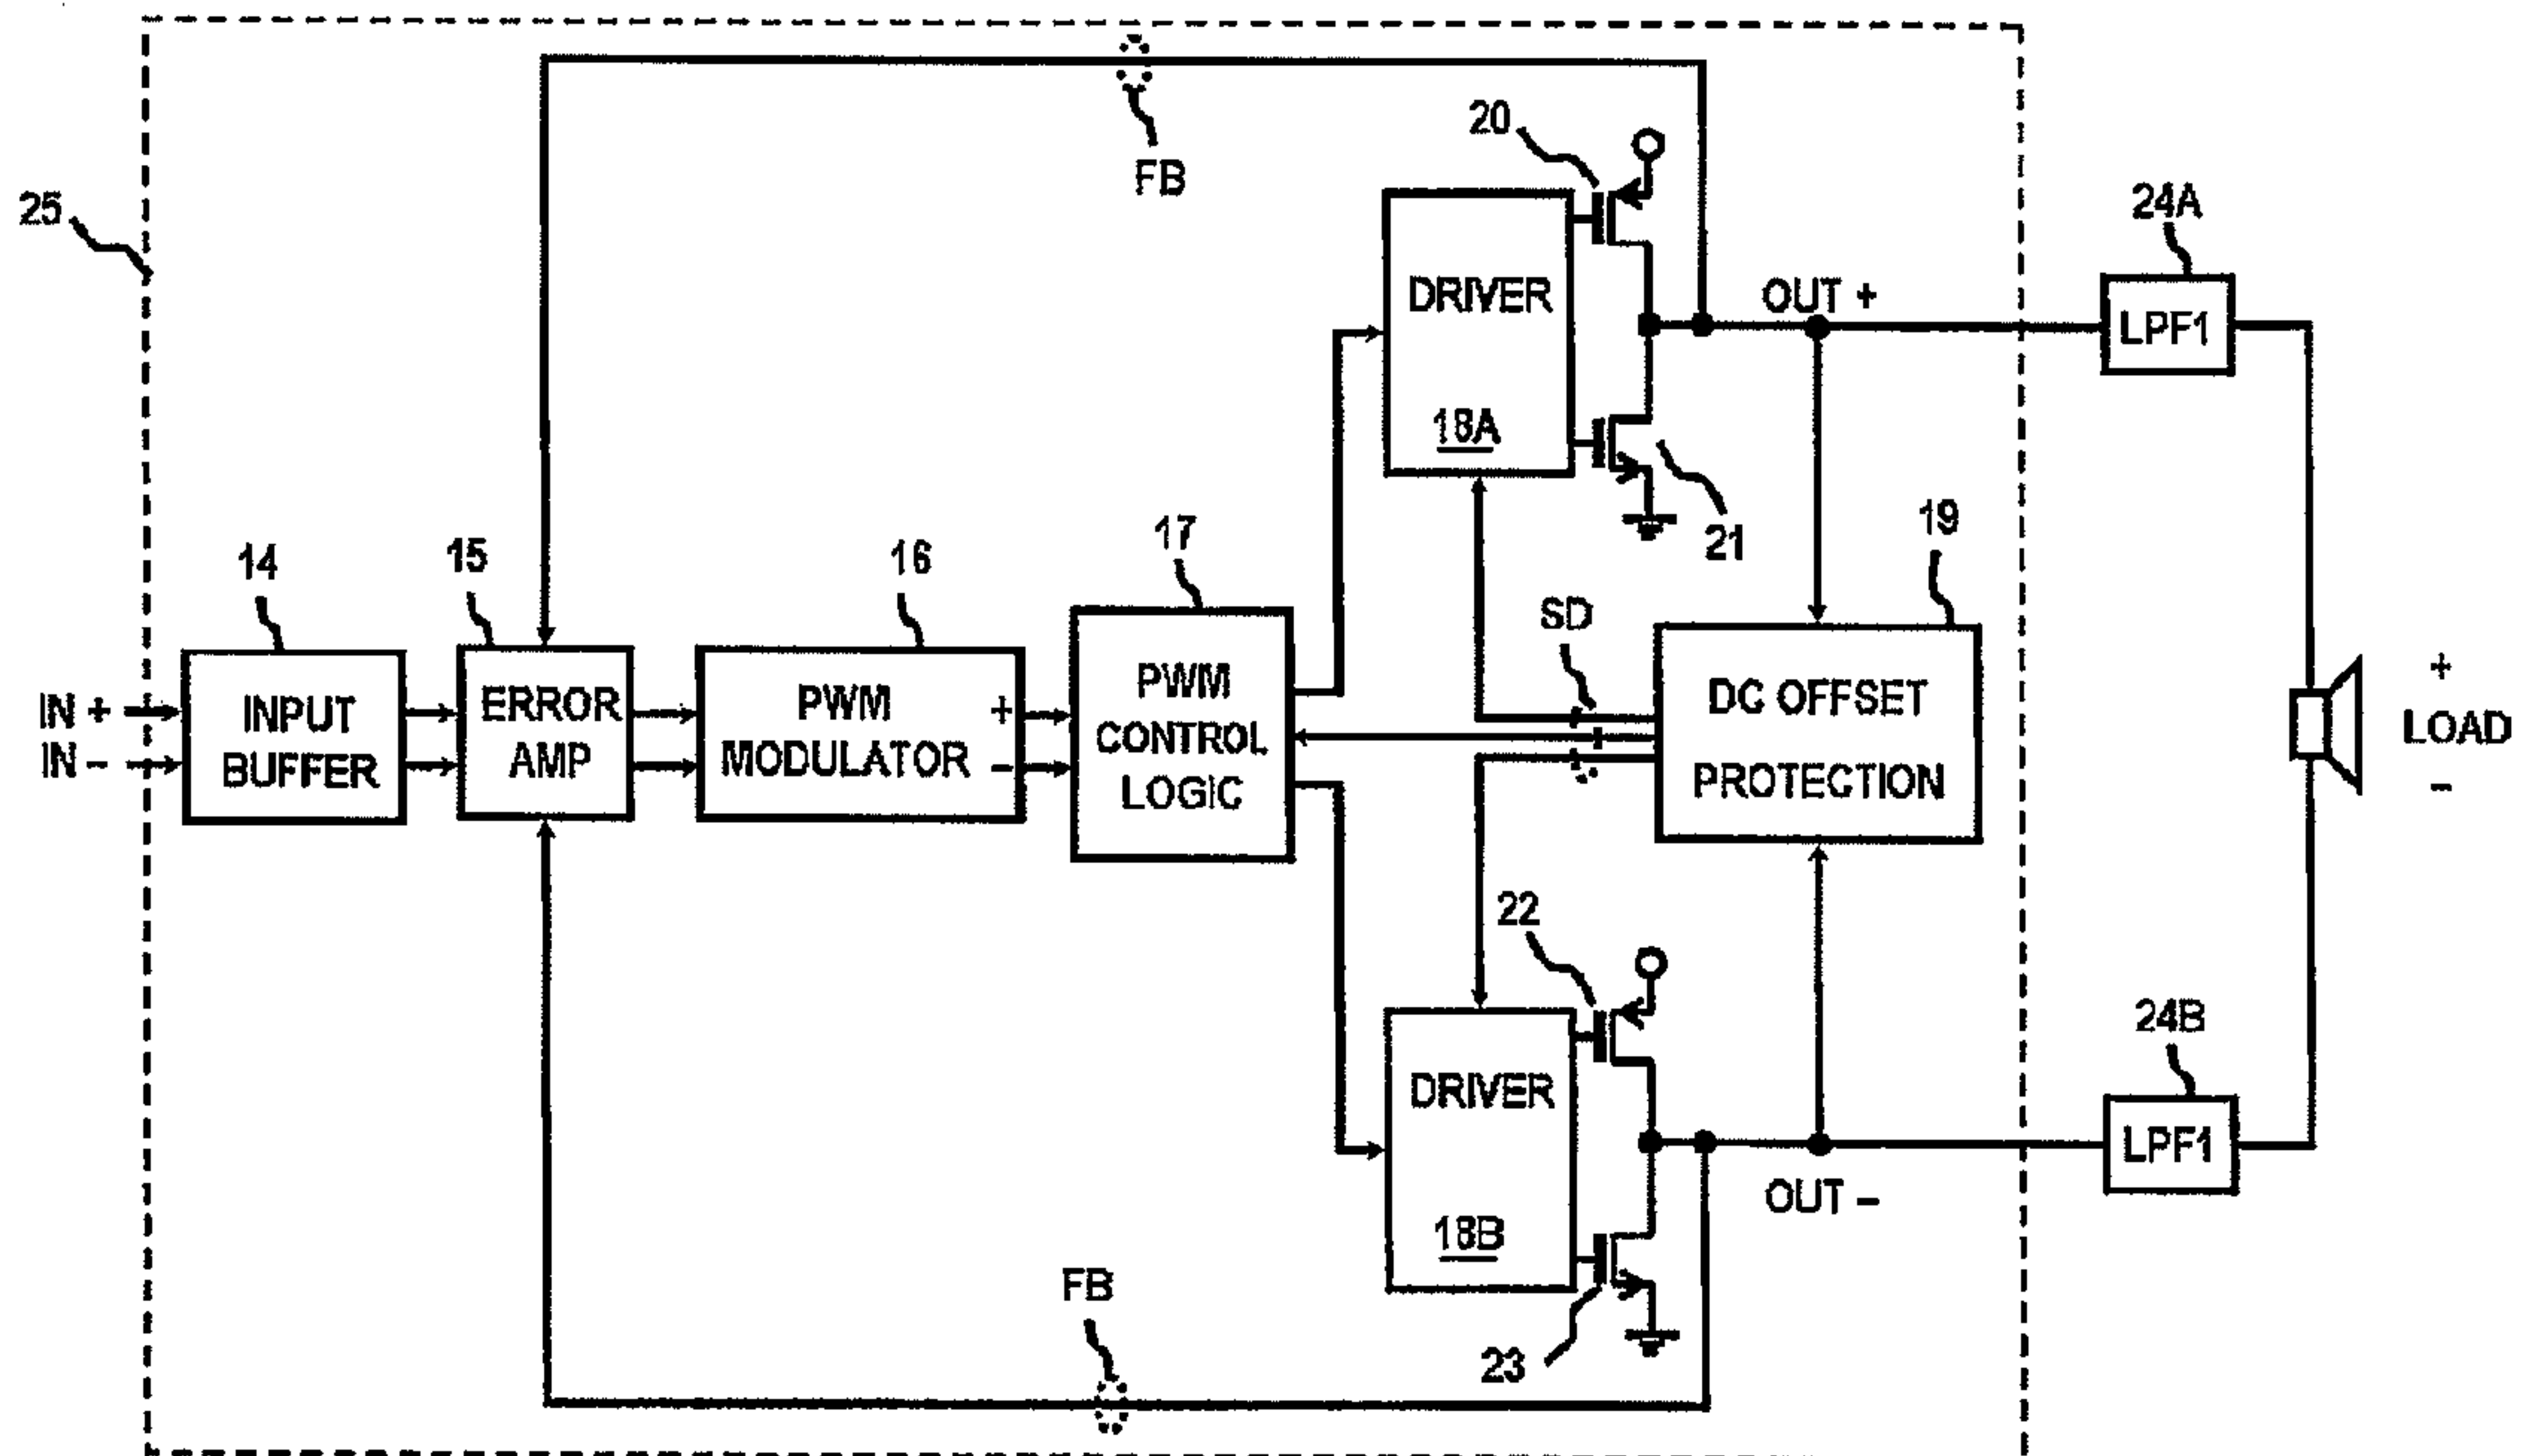 FB
20
25
24A
DRIVER
OUT +
LPF1
18A
21
19
14
15
16
17
SD
IN +
IN –
INPUT
BUFFER
ERROR
AMP
PWM
MODULATOR
+
–
PWM
CONTROL
LOGIC
DC OFFSET
PROTECTION
+
LOAD
–
22
24B
DRIVER
LPF1
OUT –
18B
FB
23